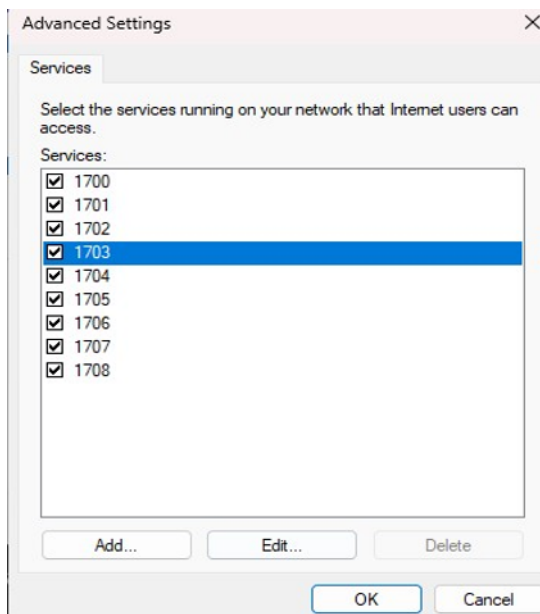 Advanced Settings
Services
Select the services running on your network that Internet users can
access.
Services:
1700
1701
1702
1703
1704
1705
1706
1707
1708
Add...
Edit...
Delete
OK
Cancel